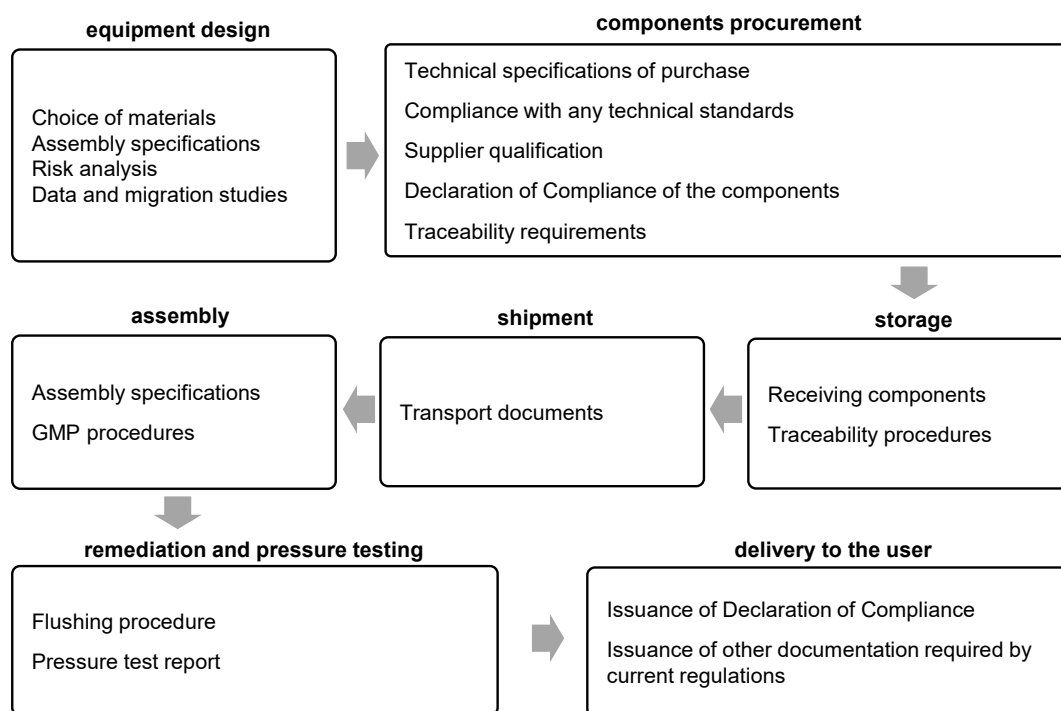 equipment design
Choice of materials
Assembly specifications
Risk analysis
Data and migration studies
components procurement
Technical specifications of purchase
Compliance with any technical standards
Supplier qualification
Declaration of Compliance of the components
Traceability requirements
storage
Receiving components
Traceability procedures
shipment
Transport documents
assembly
Assembly specifications
GMP procedures
remediation and pressure testing
Flushing procedure
Pressure test report
delivery to the user
Issuance of Declaration of Compliance
Issuance of other documentation required by
current regulations